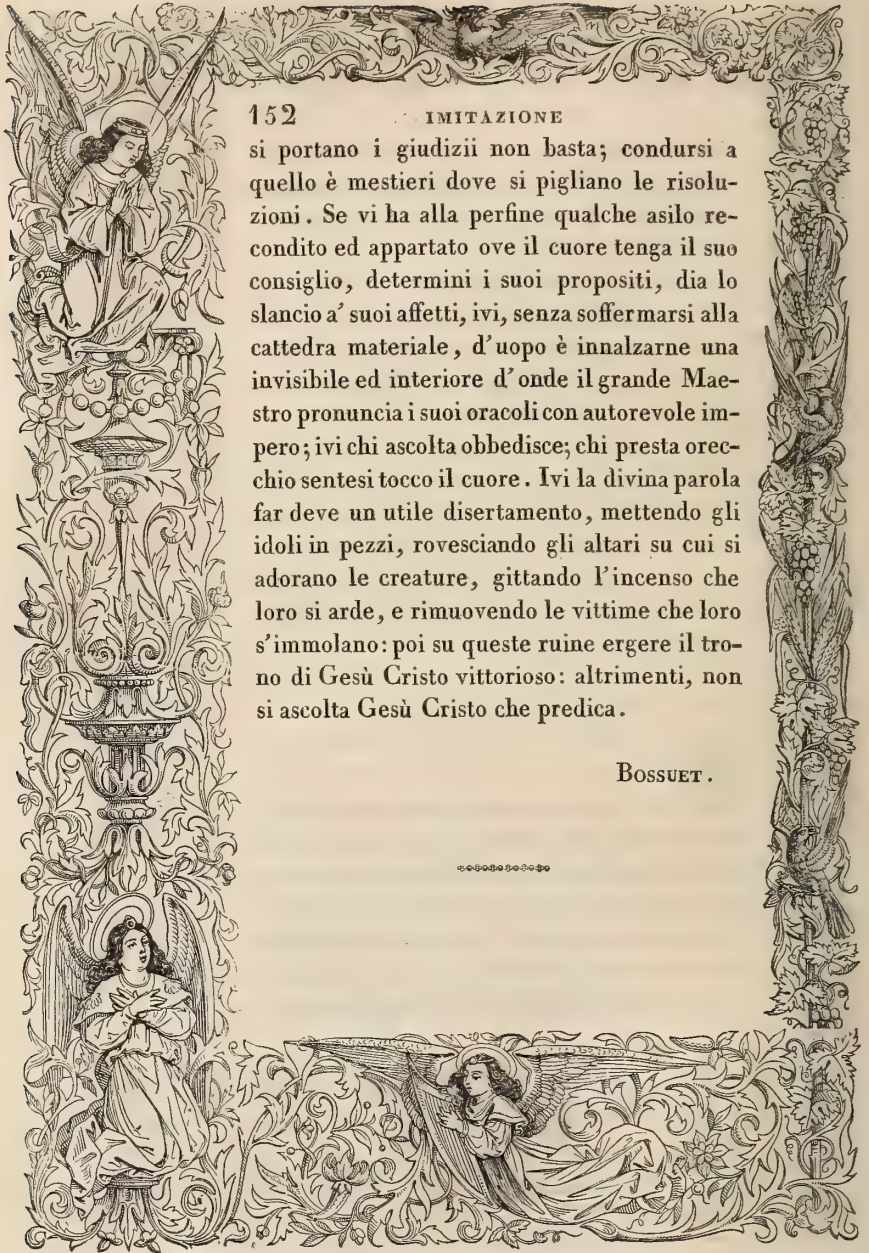 152 IMITAZIONE
si portano i giudizii non basta; condursi a
quello è mestieri dove si pigliano le risolu-
zioni. Se vi ha alla perfine qualche asilo re-
condito ed appartato ove il cuore tenga il suo
consiglio, determini i suoi propositi, dia lo
slancio a' suoi affetti, ivi, senza soffermarsi alla
cattedra materiale, d'uopo è innalzarne una
invisibile ed interiore d'onde il grande Mae-
stro pronuncia i suoi oracoli con autorevole im-
pero; ivi chi ascolta obbedisce; chi presta orec-
chio sentesi tocco il cuore. Ivi la divina parola
far deve un utile disertamento, mettendo gli
idoli in pezzi, rovesciando gli altari su cui si
adorano le creature, gittando l'incenso che
loro si arde, e rimuovendo le vittime che loro
s'immolano: poi su queste ruine ergere il tro-
no di Gesù Cristo vittorioso: altrimenti, non
si ascolta Gesù Cristo che predica.
BOSSUET.